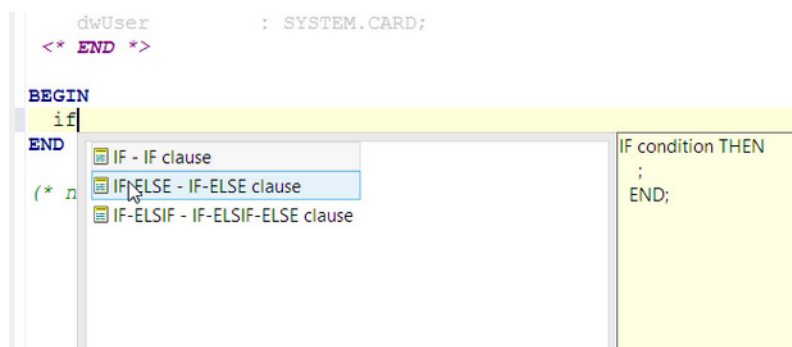 dwUser : SYSTEM.CARD;
<* END *>
BEGIN
if
END
(* n
IF - IF clause
IF-ELSE - IF-ELSE clause
IF-ELSIF - IF-ELSIF-ELSE clause
IF condition THEN
;
END;